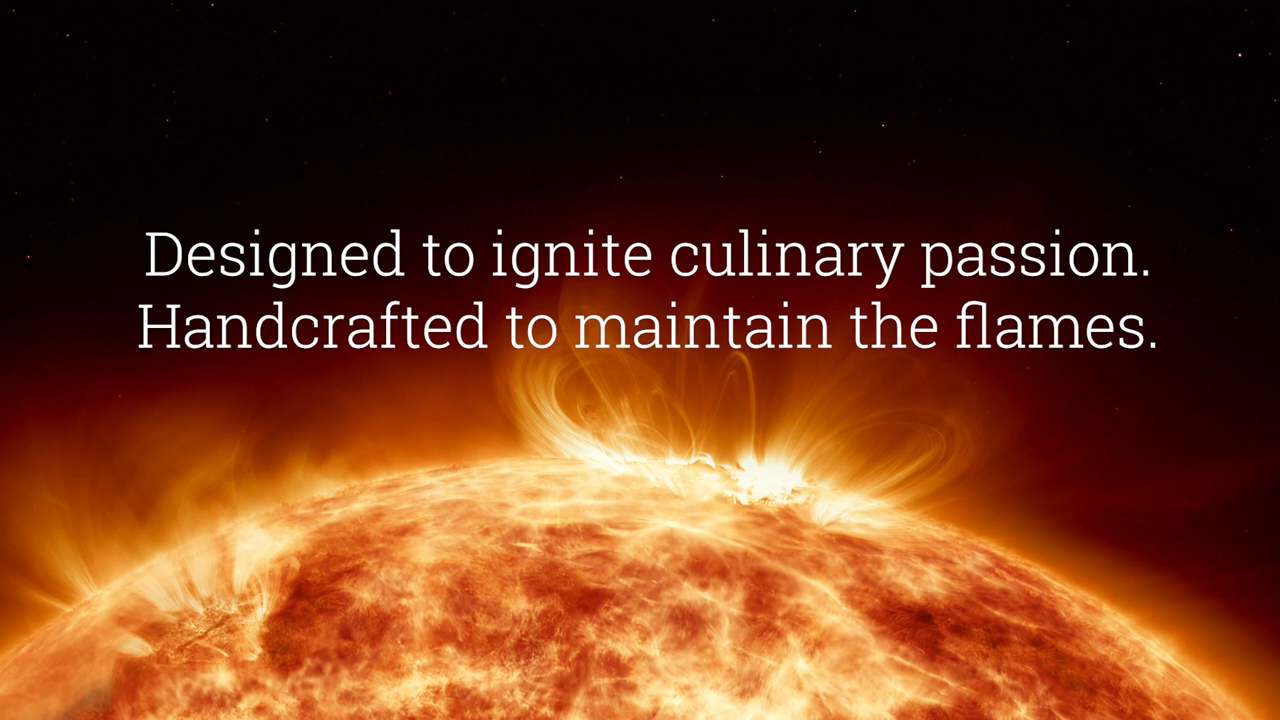 Designed to ignite culinary passion.
Handcrafted to maintain the flames.